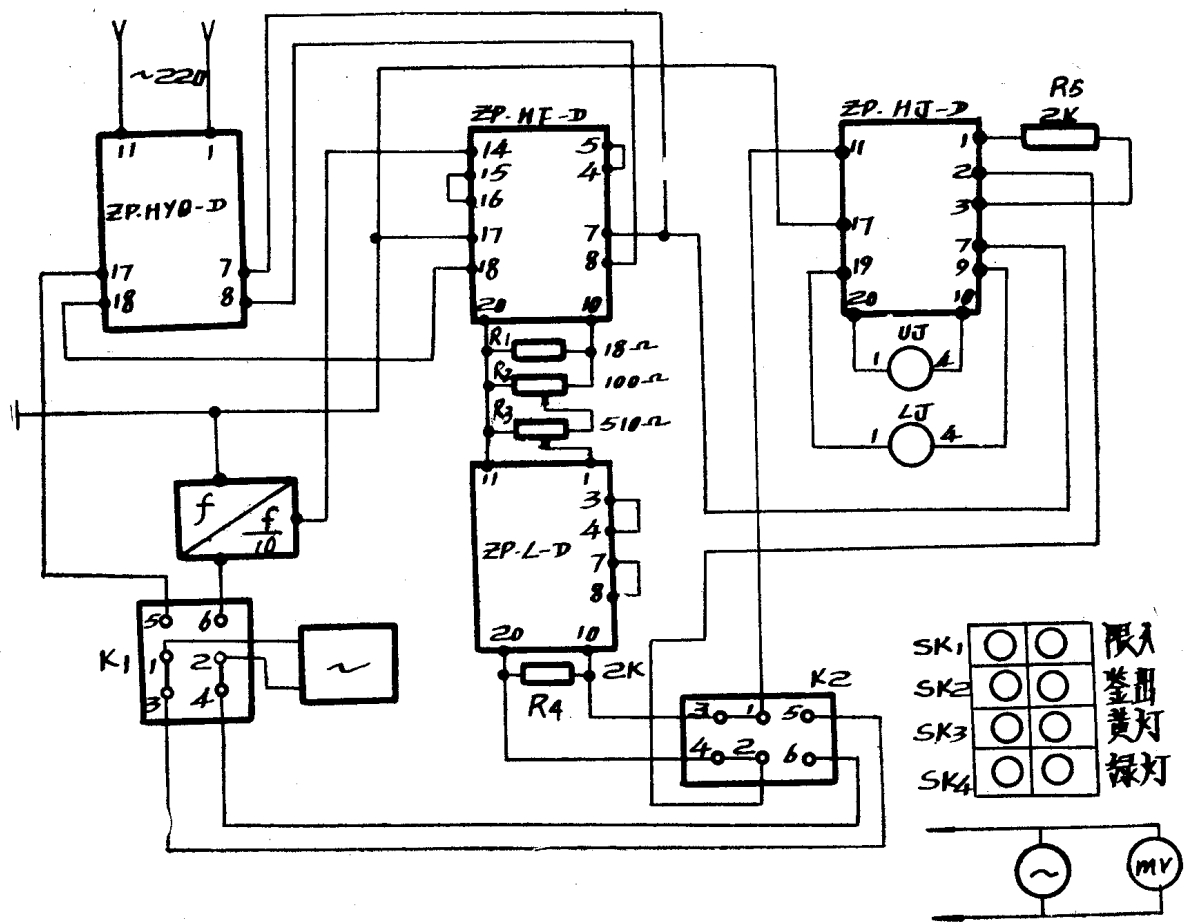 ~220
11 1
ZP.HYQ-D
17 7
18 8
ZP.HF-D
14 5
15 4
16
17 7
18 8
20 10
R1 18Ω
R2 100Ω
R3 510Ω
11 1
3
4
ZP-L-D
7
8
20 10
R4 2K
ZP.HJ-D
R5
2K
11 1
2
17 3
7
19 9
20 10
UJ
1 4
LJ
1 4
f
f
10
K1
5 6
1 2
3 4
~
K2
3 1 5
4 2 6
SK1
SK2
SK3 黄灯
SK4 绿灯
~ mV